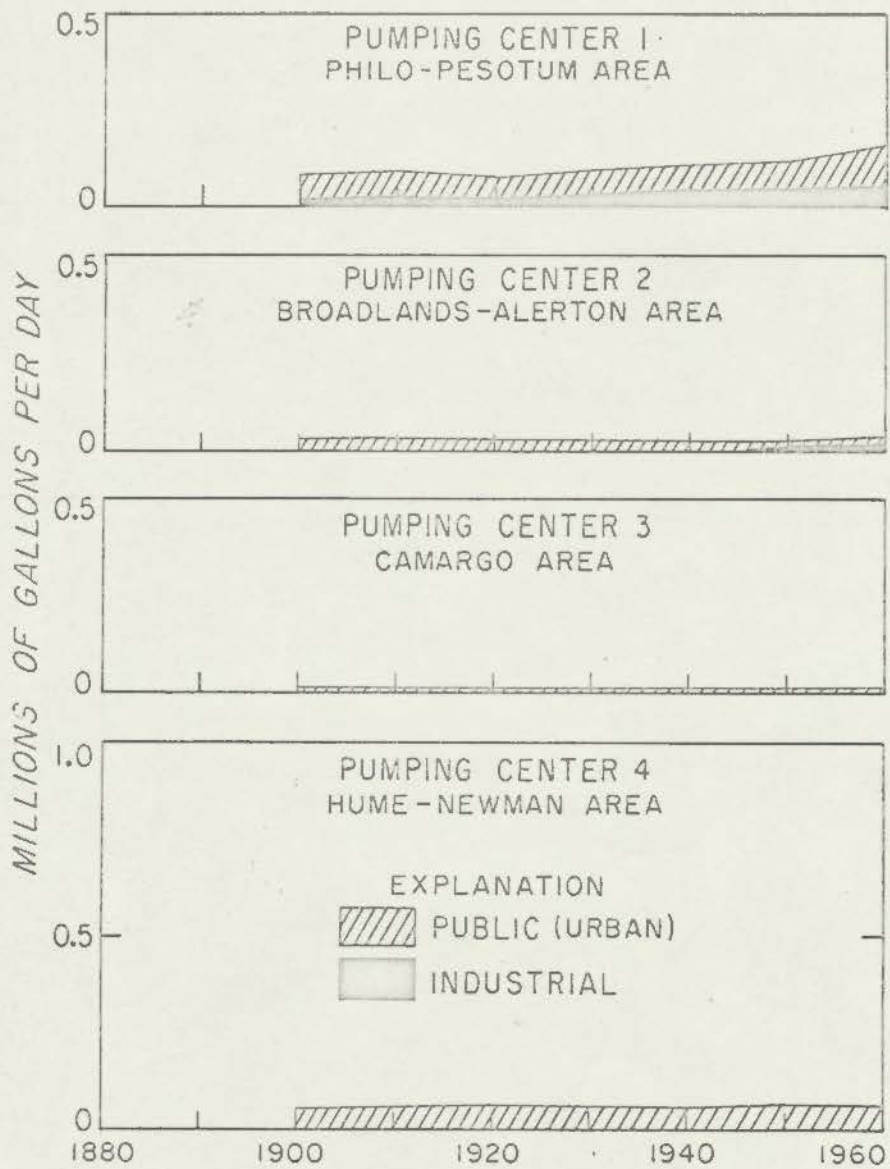 MILLIONS OF GALLONS PER DAY
0.5
PUMPING CENTER 1
PHILO-PESOTUM AREA
0
0.5
PUMPING CENTER 2
BROADLANDS-ALERTON AREA
0
0.5
PUMPING CENTER 3
CAMARGO AREA
0
1.0
PUMPING CENTER 4
HUME-NEWMAN AREA
EXPLANATION
0.5
PUBLIC (URBAN)
INDUSTRIAL
0
1880 1900 1920 1940 1960